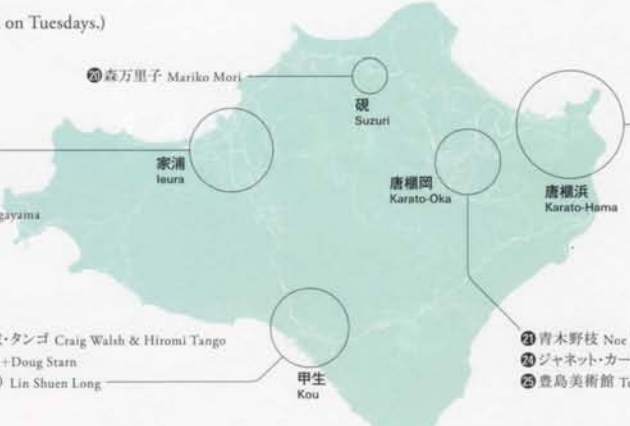 on Tuesdays.)
⑳森万里子 Mariko Mori
硯
Suzuri
家浦
Ieura
唐櫃岡
Karato-Oka
唐櫃浜
Karato-Hama
gayama
・タンゴ Craig Walsh & Hiromi Tango
+Doug Starn
) Lin Shuen Long
甲生
Kou
㉑青木野枝 Noe
㉔ジャネット・カー
㉕豊島美術館